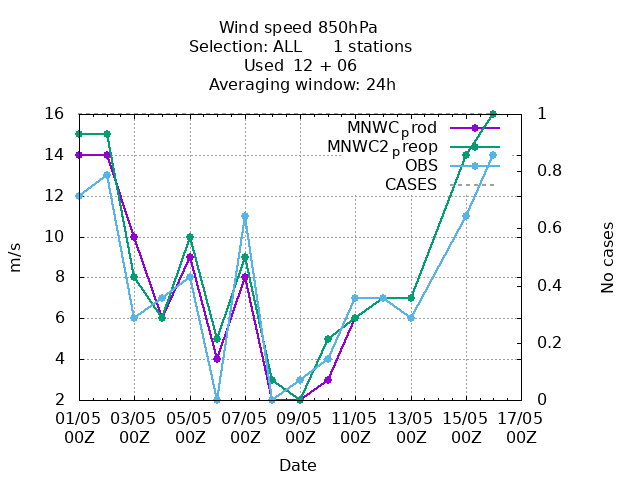 Wind speed 850hPa
Selection: ALL 1 stations
Used 12 + 06
Averaging window: 24h
16
14
12
10
8
6
4
2
m/s
1
0.8
0.6
0.4
0.2
0
No cases
MNWCprod
MNWC2preop
OBS
CASES
01/05 03/05 05/05 07/05 09/05 11/05 13/05 15/05 17/05
00Z 00Z 00Z 00Z 00Z 00Z 00Z 00Z 00Z
Date